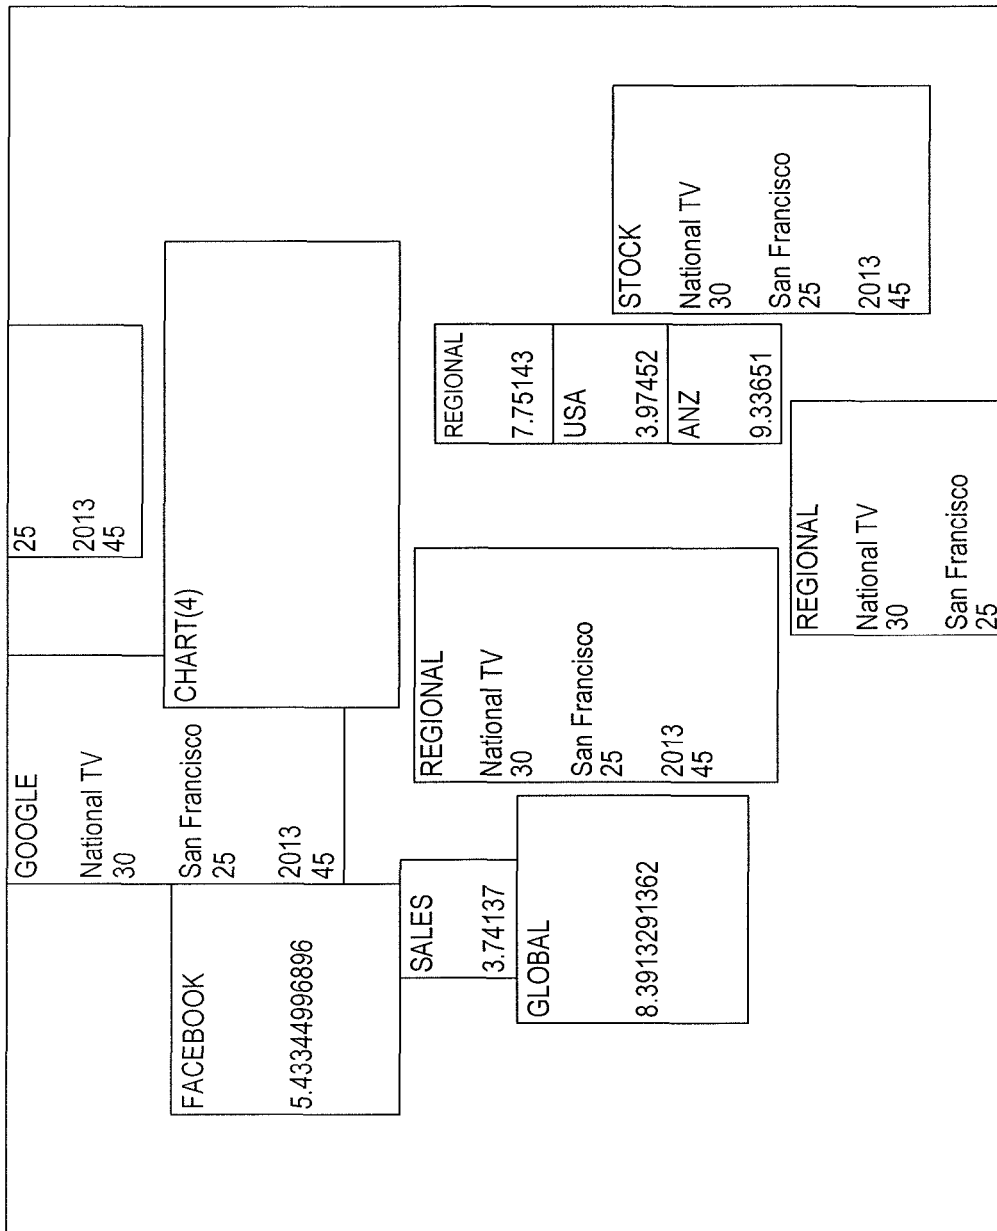 FACEBOOK
5.43344996896
GOOGLE
National TV
30
San Francisco
25
2013
45
25
2013
45
CHART(4)
SALES
3.74137
GLOBAL
8.3913291362
REGIONAL
National TV
30
San Francisco
25
2013
45
REGIONAL
7.75143
USA
3.97452
ANZ
9.33651
STOCK
National TV
30
San Francisco
25
2013
45
REGIONAL
National TV
30
San Francisco
25